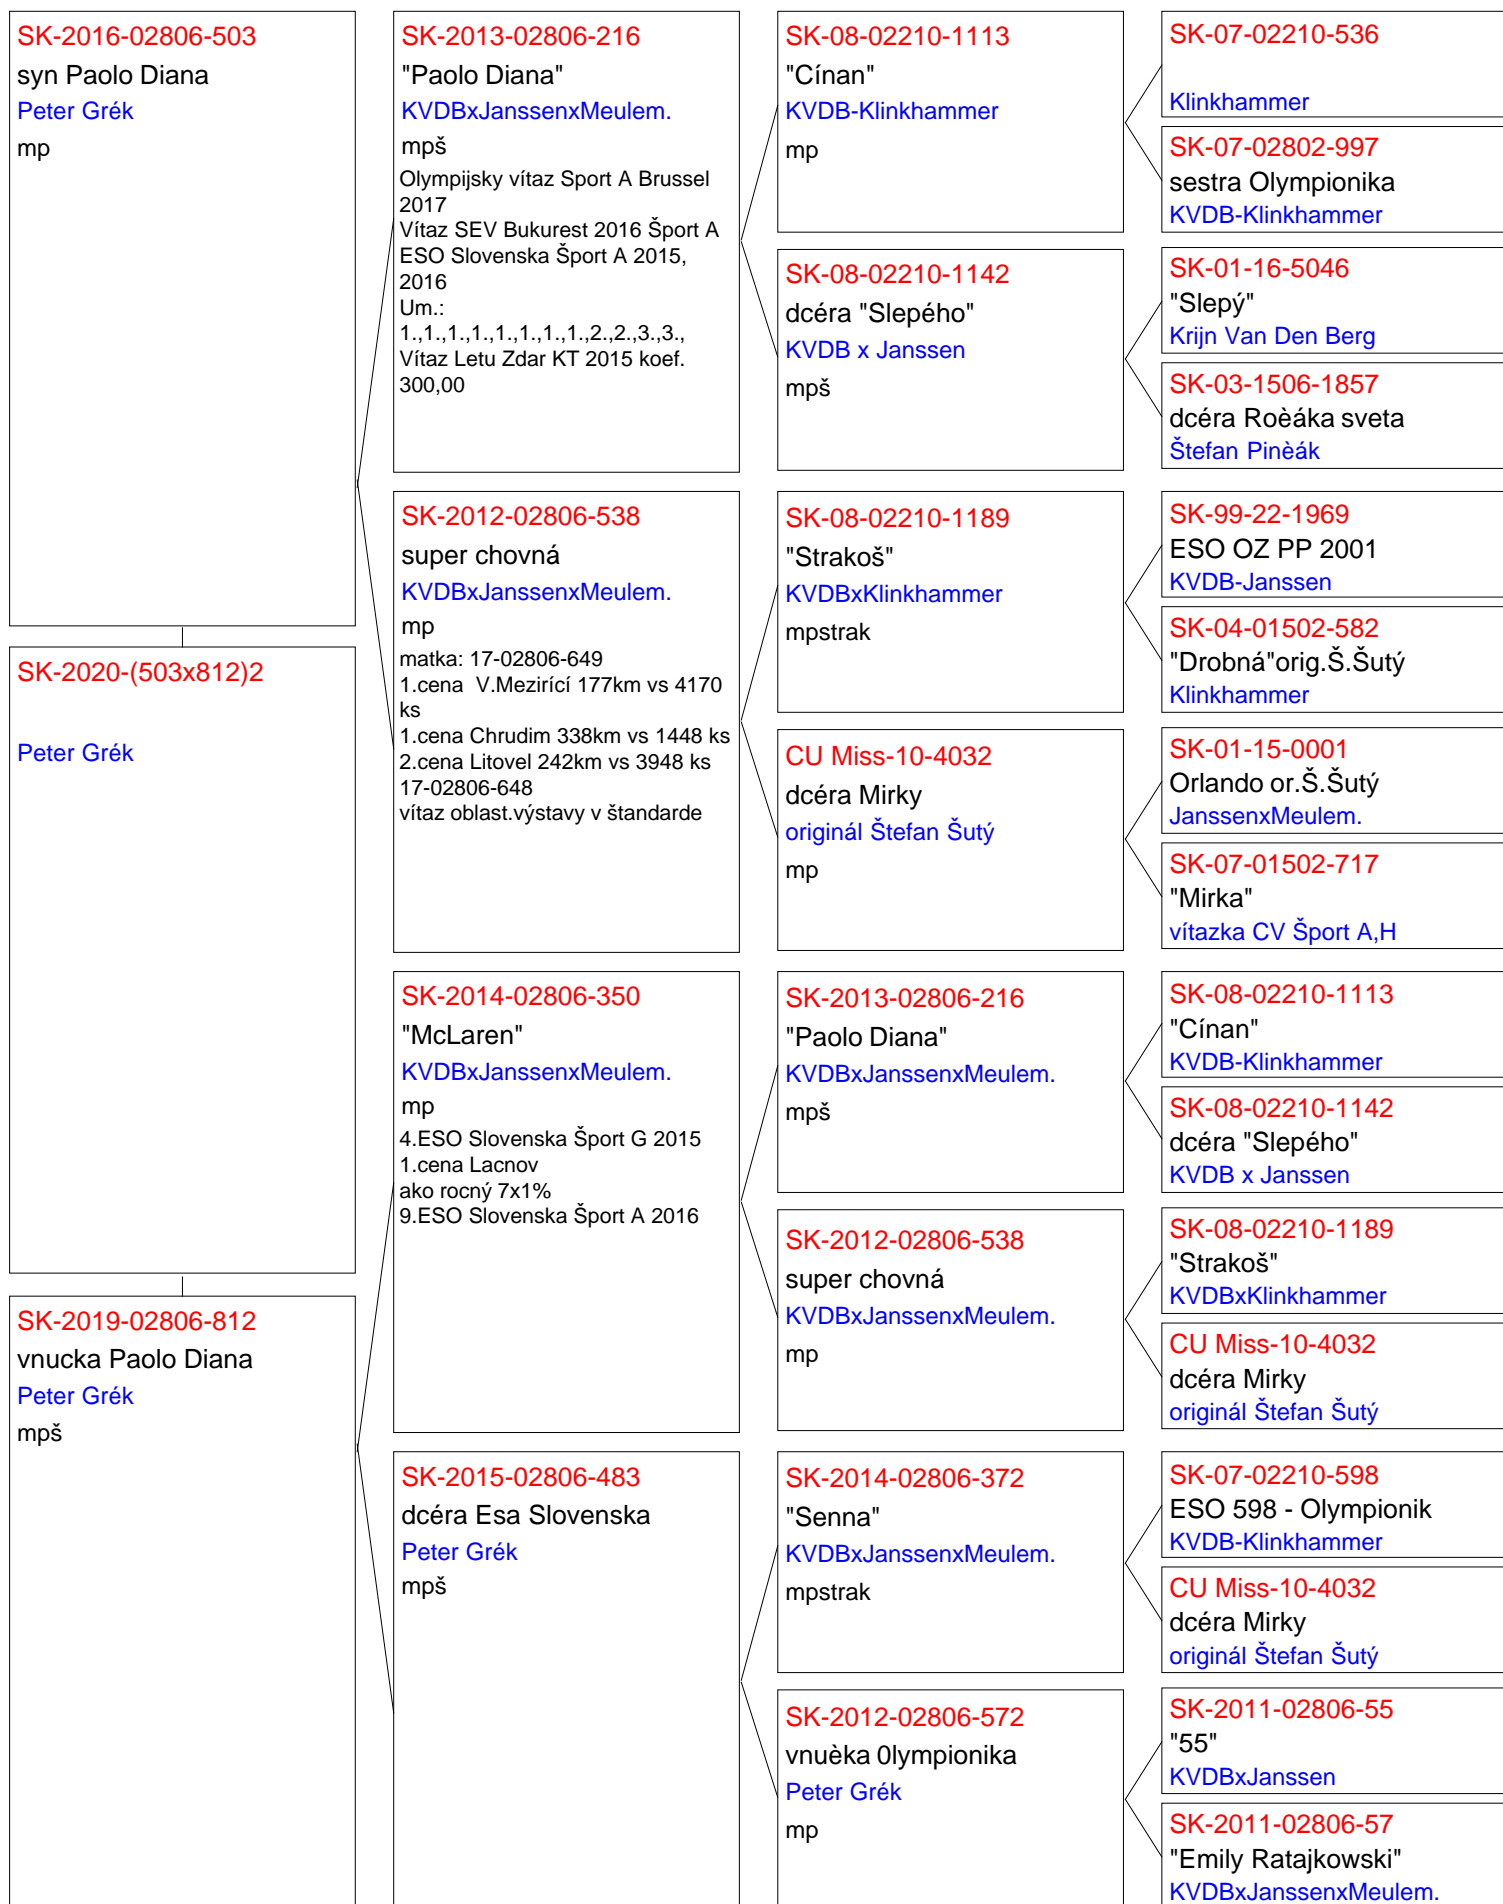 SK-2016-02806-503
syn Paolo Diana
Peter Grék
mp
SK-2020-(503x812)2
Peter Grék
SK-2019-02806-812
vnucka Paolo Diana
Peter Grék
mpš
SK-2013-02806-216
"Paolo Diana"
KVDBxJanssenxMeulem.
mpš
Olympijsky vítaz Sport A Brussel
2017
Vítaz SEV Bukurest 2016 Šport A
ESO Slovenska Šport A 2015,
2016
Um.:
1.,1.,1.,1.,1.,1.,1.,1.,2.,2.,3.,3.,
Vítaz Letu Zdar KT 2015 koef.
300,00
SK-2012-02806-538
super chovná
KVDBxJanssenxMeulem.
mp
matka: 17-02806-649
1.cena  V.Mezirící 177km vs 4170
ks
1.cena Chrudim 338km vs 1448 ks
2.cena Litovel 242km vs 3948 ks
17-02806-648
vítaz oblast.výstavy v štandarde
SK-2014-02806-350
"McLaren"
KVDBxJanssenxMeulem.
mp
4.ESO Slovenska Šport G 2015
1.cena Lacnov
ako rocný 7x1%
9.ESO Slovenska Šport A 2016
SK-2015-02806-483
dcéra Esa Slovenska
Peter Grék
mpš
SK-08-02210-1113
"Cínan"
KVDB-Klinkhammer
mp
SK-08-02210-1142
dcéra "Slepého"
KVDB x Janssen
mpš
SK-08-02210-1189
"Strakoš"
KVDBxKlinkhammer
mpstrak
CU Miss-10-4032
dcéra Mirky
originál Štefan Šutý
mp
SK-2013-02806-216
"Paolo Diana"
KVDBxJanssenxMeulem.
mpš
SK-2012-02806-538
super chovná
KVDBxJanssenxMeulem.
mp
SK-2014-02806-372
"Senna"
KVDBxJanssenxMeulem.
mpstrak
SK-2012-02806-572
vnuèka 0lympionika
Peter Grék
mp
SK-07-02210-536
Klinkhammer
SK-07-02802-997
sestra Olympionika
KVDB-Klinkhammer
SK-01-16-5046
"Slepý"
Krijn Van Den Berg
SK-03-1506-1857
dcéra Roèáka sveta
Štefan Pinèák
SK-99-22-1969
ESO OZ PP 2001
KVDB-Janssen
SK-04-01502-582
"Drobná"orig.Š.Šutý
Klinkhammer
SK-01-15-0001
Orlando or.Š.Šutý
JanssenxMeulem.
SK-07-01502-717
"Mirka"
vítazka CV Šport A,H
SK-08-02210-1113
"Cínan"
KVDB-Klinkhammer
SK-08-02210-1142
dcéra "Slepého"
KVDB x Janssen
SK-08-02210-1189
"Strakoš"
KVDBxKlinkhammer
CU Miss-10-4032
dcéra Mirky
originál Štefan Šutý
SK-07-02210-598
ESO 598 - Olympionik
KVDB-Klinkhammer
CU Miss-10-4032
dcéra Mirky
originál Štefan Šutý
SK-2011-02806-55
"55"
KVDBxJanssen
SK-2011-02806-57
"Emily Ratajkowski"
KVDBxJanssenxMeulem.